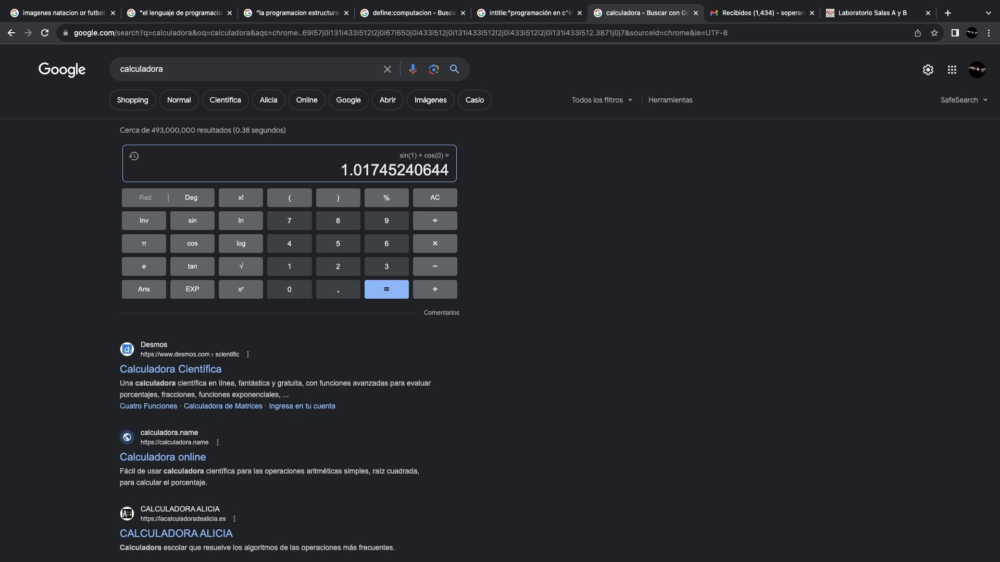 imagenes natacion or futbol
"el lenguaje de programacio
"la programacion estructura
define:computacion - Busca
intitle:"programación en c"in
calculadora - Buscar con Go
Recibidos (1,434) - soperan
Laboratorio Salas A y B
google.com/search?q=calculadora&oq=calculadora&aqs=chrome..69i57j0i131i433i512l2j0i67i650j0i433i512j0i131i433i512l2j0i433i512l2j0i131i433i512.3871j0j7&sourceid=chrome&ie=UTF-8
Google
calculadora
Shopping Normal Científica Alicia Online Google Abrir Imágenes Casio
Todos los filtros Herramientas SafeSearch
Cerca de 493,000,000 resultados (0.38 segundos)
sin(1) + cos(0) =
1.01745240644
Rad | Deg x! ( ) % AC
Inv sin ln 7 8 9 ÷
π cos log 4 5 6 ×
e tan √ 1 2 3 −
Ans EXP xʸ 0 . = +
Comentarios
Desmos
https://www.desmos.com › scientific
Calculadora Científica
Una calculadora científica en línea, fantástica y gratuita, con funciones avanzadas para evaluar
porcentajes, fracciones, funciones exponenciales, ...
Cuatro Funciones · Calculadora de Matrices · Ingresa en tu cuenta
calculadora.name
https://calculadora.name
Calculadora online
Fácil de usar calculadora científica para las operaciones aritméticas simples, raíz cuadrada,
para calcular el porcentaje.
CALCULADORA ALICIA
https://lacalculadoradealicia.es
CALCULADORA ALICIA
Calculadora escolar que resuelve los algoritmos de las operaciones más frecuentes.